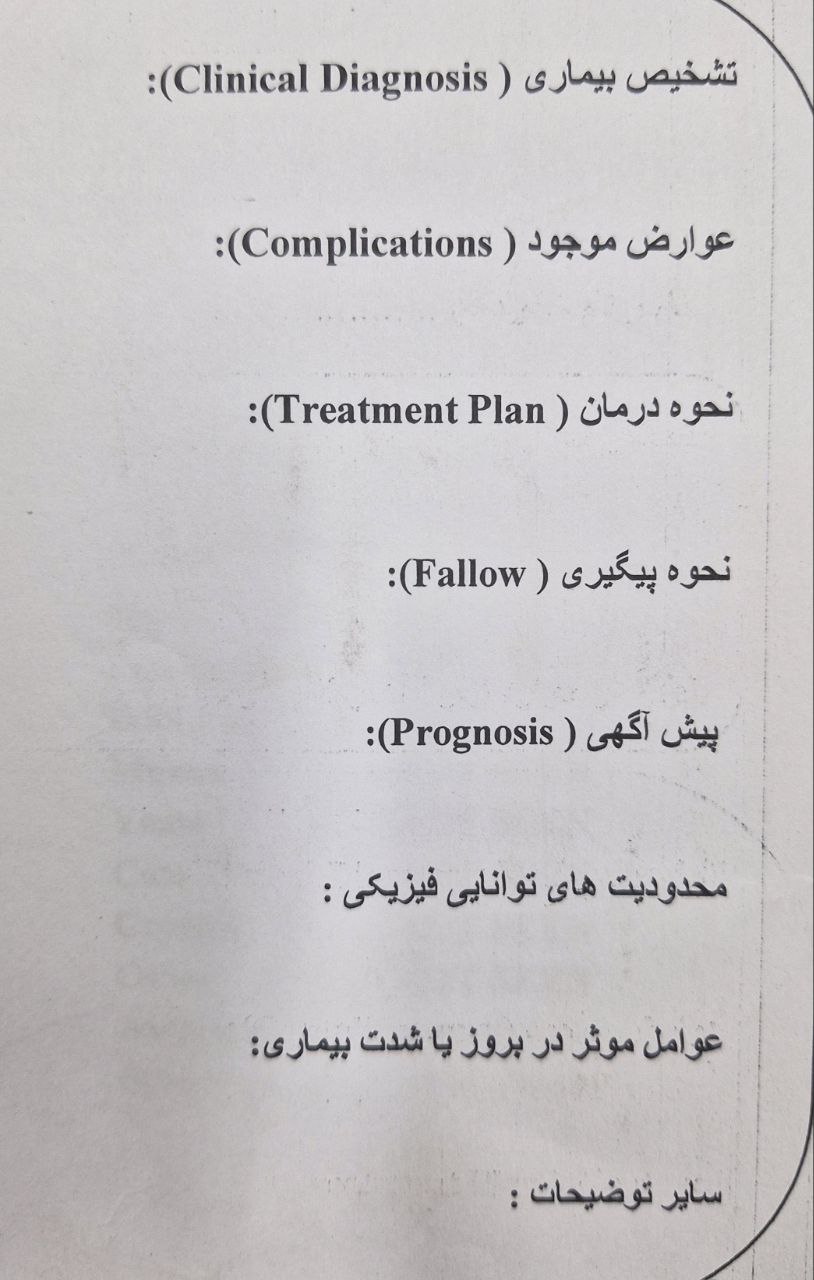 تشخیص بیماری ( Clinical Diagnosis):
عوارض موجود ( Complications):
نحوه درمان ( Treatment Plan):
نحوه پیگیری ( Fallow):
پیش آگهی ( Prognosis):
محدودیت های توانایی فیزیکی :
عوامل موثر در بروز یا شدت بیماری:
سایر توضیحات :